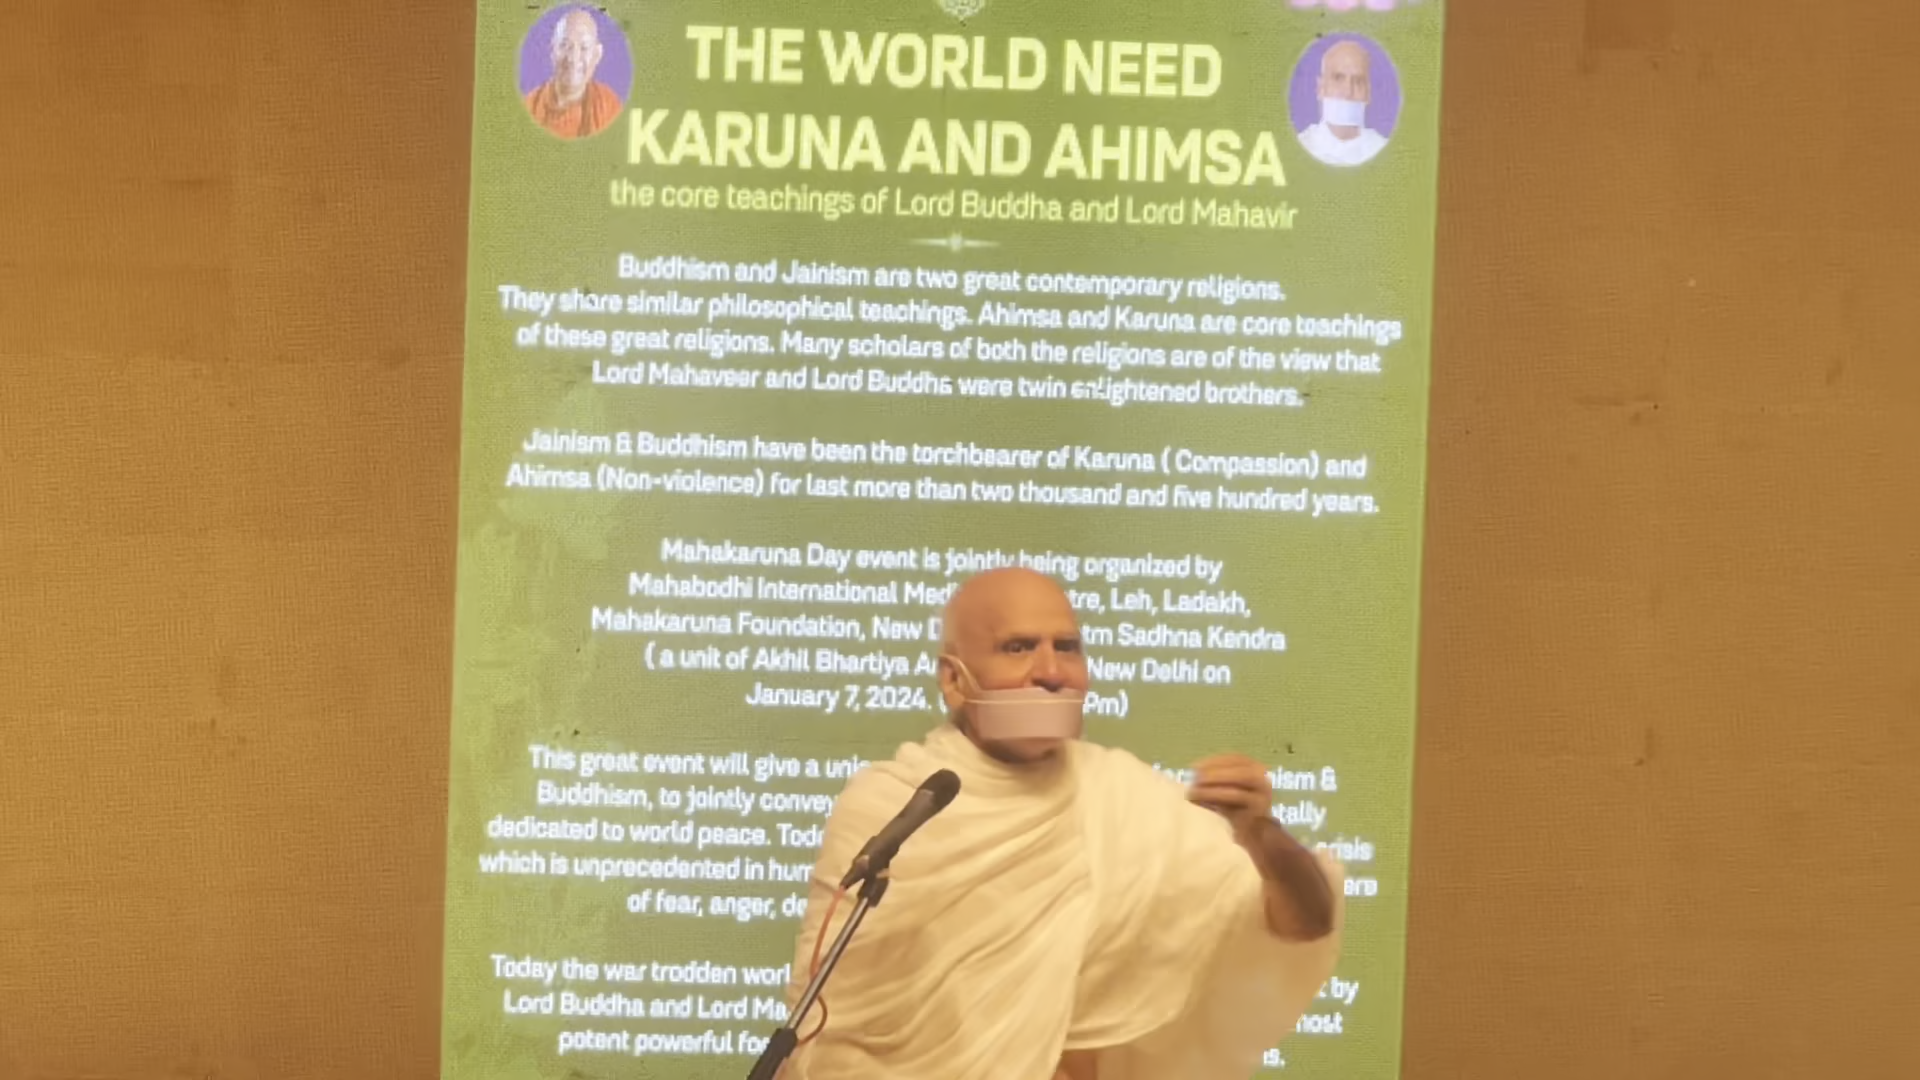 THE WORLD NEED
KARUNA AND AHIMSA
the core teachings of Lord Buddha and Lord Mahavir
Buddhism and Jainism are two great contemporary religions.
They share similar philosophical teachings. Ahimsa and Karuna are core teachings
of these great religions. Many scholars of both the religions are of the view that
Lord Mahaveer and Lord Buddha were twin enlightened brothers.
Jainism & Buddhism have been the torchbearer of Karuna ( Compassion) and
Ahimsa (Non-violence) for last more than two thousand and five hundred years.
Mahakaruna Day event is jointly being organized by
Mahabodhi International Leh, Ladakh,
Mahakaruna Foundation, New Sadhna Kendra
( a unit of Akhil Bhartiya New Delhi on
January 7, 2024. Pm)
This great event will give a &
Buddhism, to jointly
dedicated to world peace. crisis
which is unprecedented in
of fear, anger,
Today the war trodden by
Lord Buddha and Lord
potent powerful